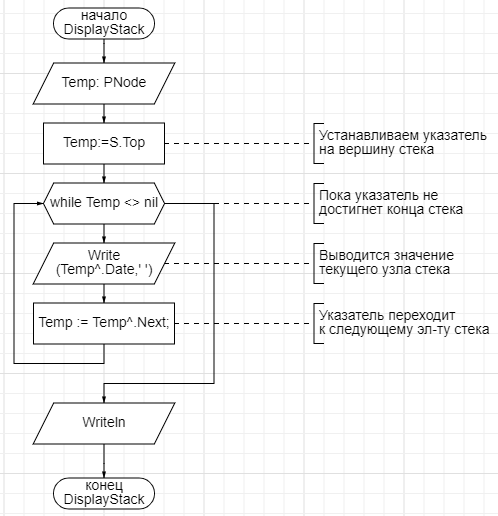 начало
DisplayStack
Temp: PNode
Temp:=S.Top
Устанавливаем указатель
на вершину стека
while Temp <> nil
Пока указатель не
достигнет конца стека
Write
(Temp^.Date,' ')
Выводится значение
текущего узла стека
Temp := Temp^.Next;
Указатель переходит
к следующему эл-ту стека
Writeln
конец
DisplayStack